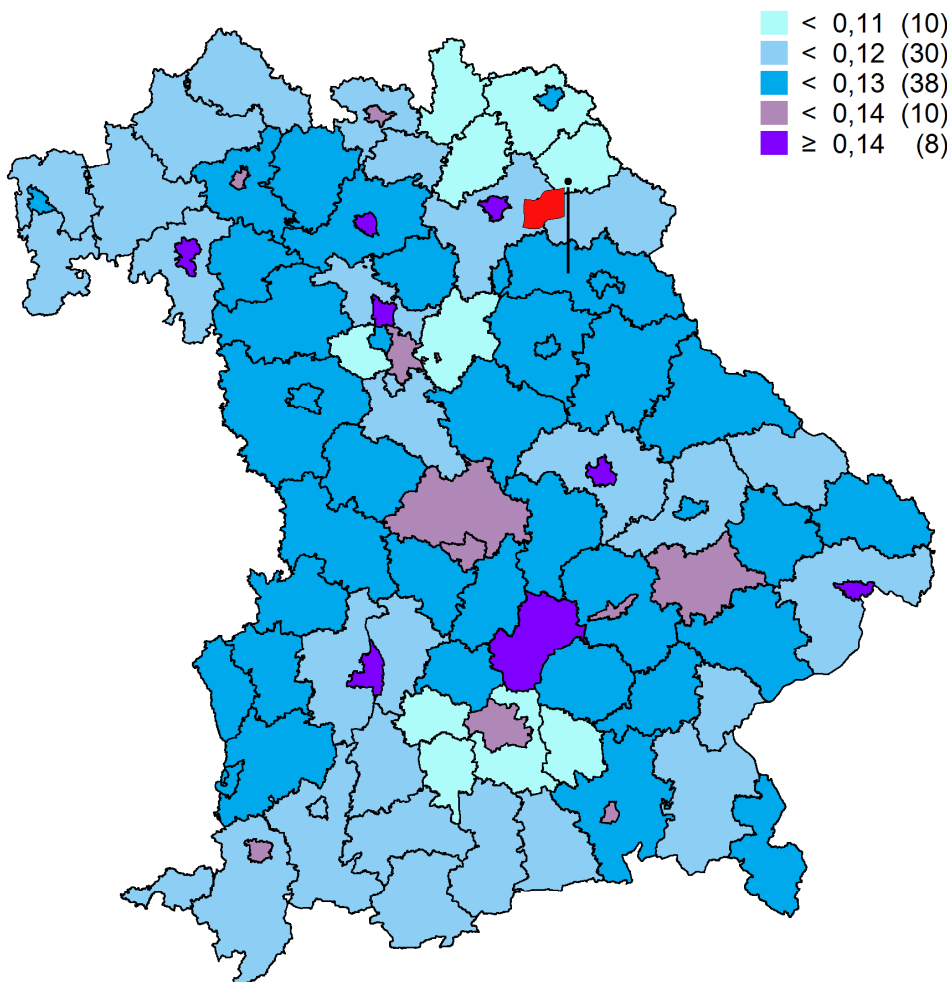 < 0,11 (10)
< 0,12 (30)
< 0,13 (38)
< 0,14 (10)
≥ 0,14 (8)